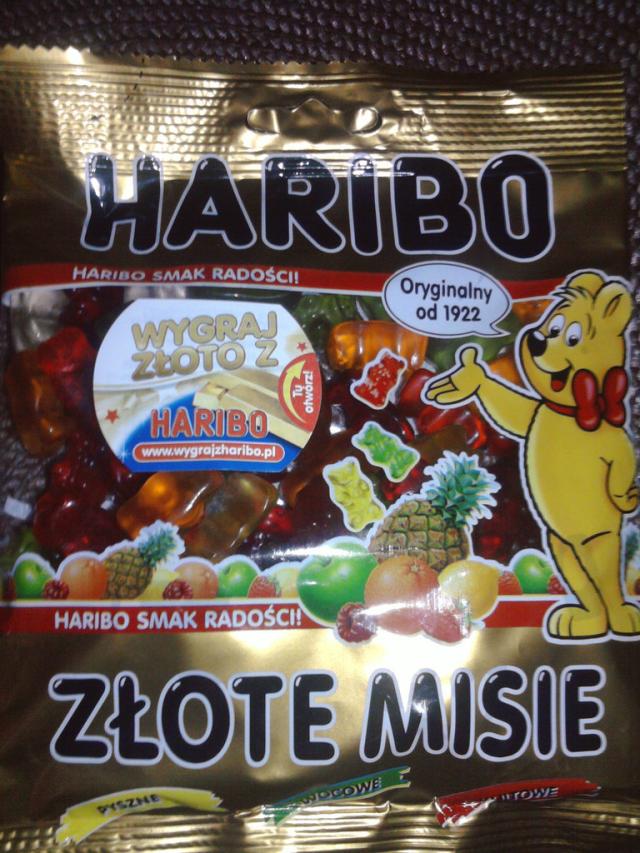 HARIBO
HARIBO SMAK RADOŚCI!
Oryginalny
od 1922
WYGRAJ
ZŁOTO Z
Tu
otwórz!
HARIBO
www.wygrajzharibo.pl
HARIBO SMAK RADOŚCI!
ZŁOTE MISIE
PYSZNE